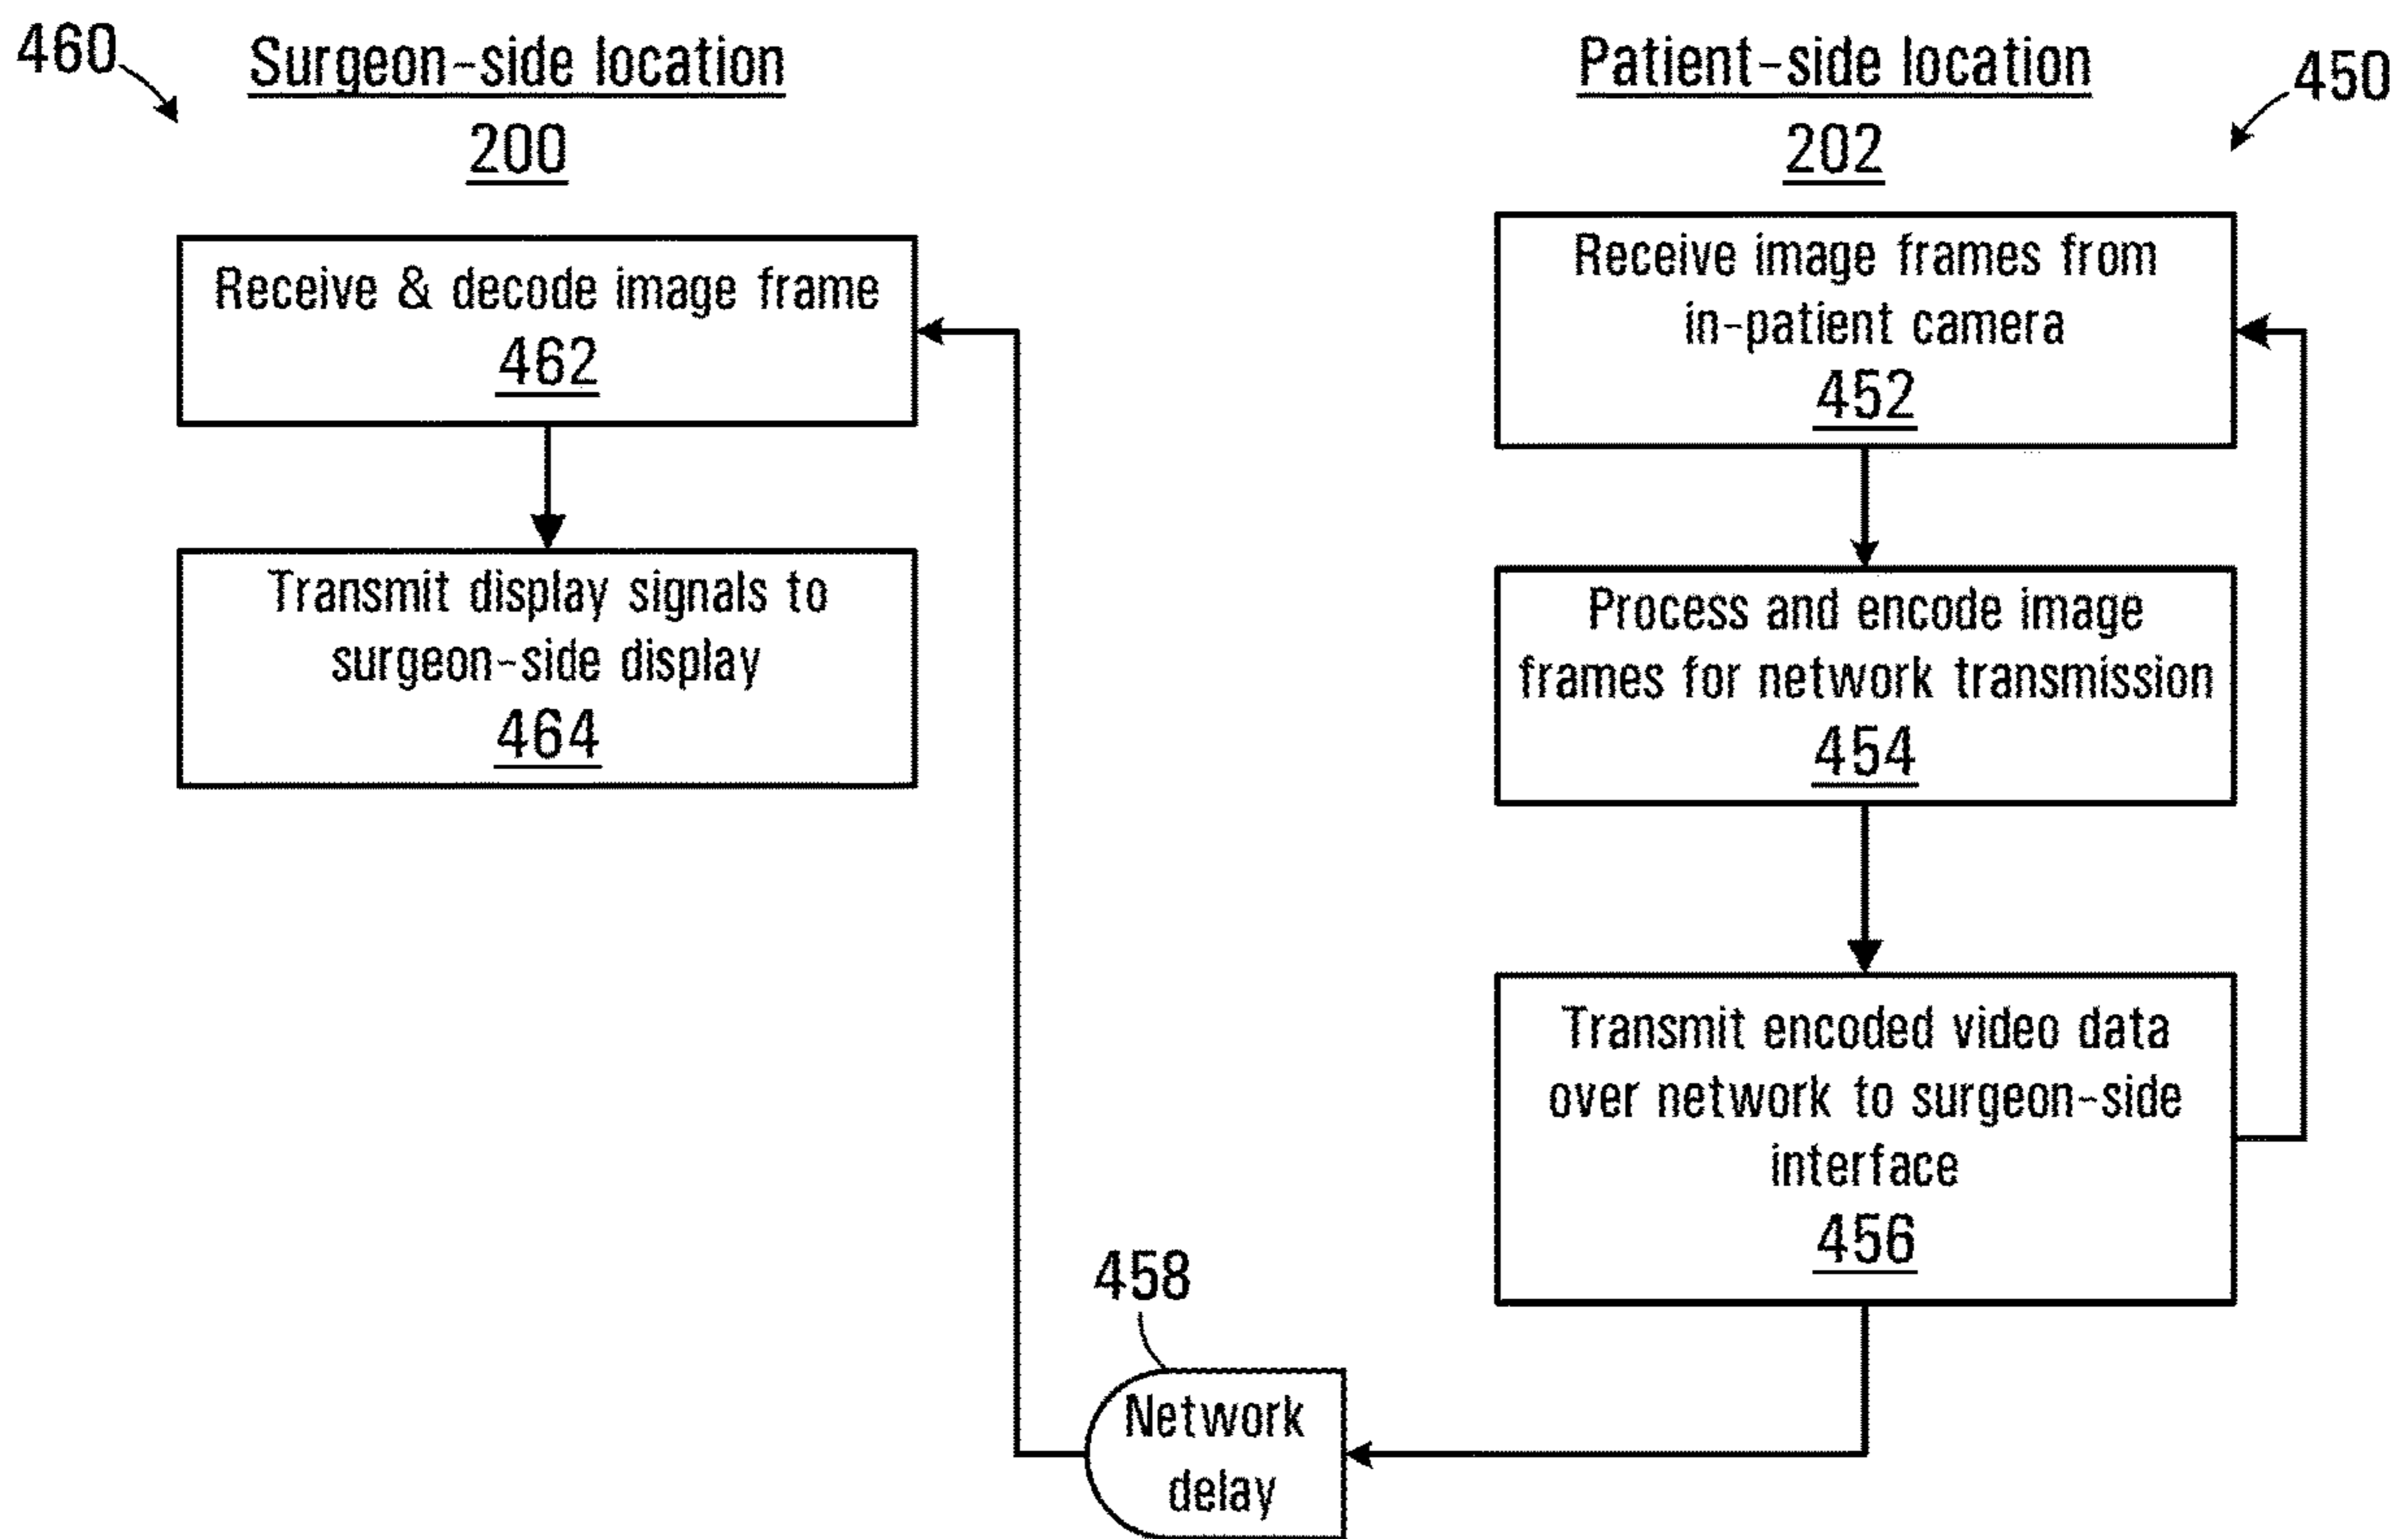 460
Surgeon-side location
200
Receive & decode image frame
462
Transmit display signals to
surgeon-side display
464
Patient-side location
202
450
Receive image frames from
in-patient camera
452
Process and encode image
frames for network transmission
454
Transmit encoded video data
over network to surgeon-side
interface
456
458
Network
delay